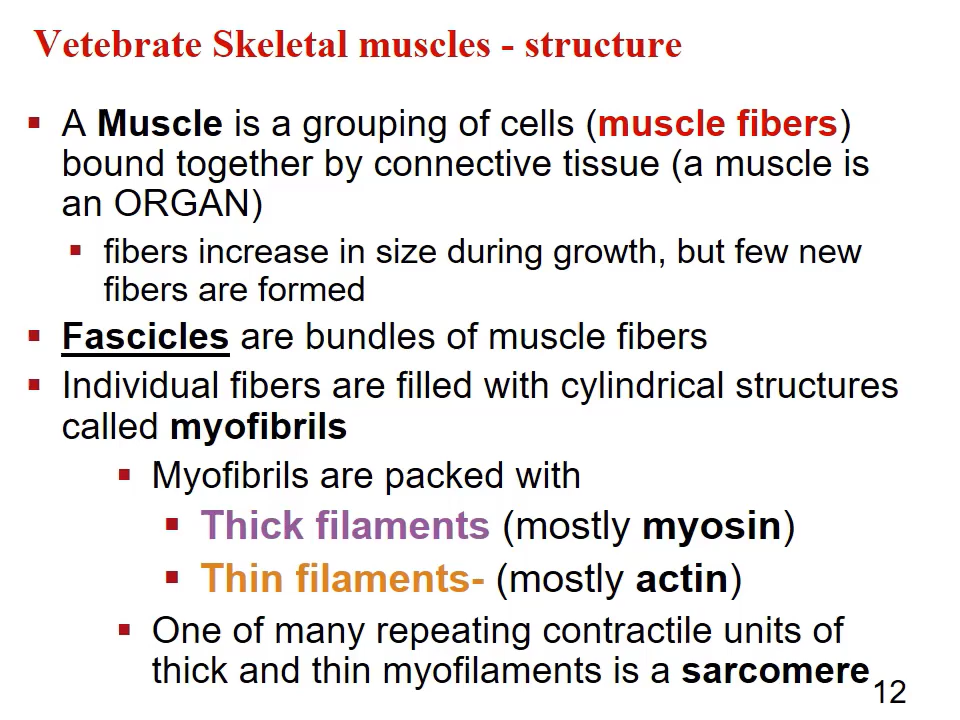 Vetebrate Skeletal muscles - structure
▪ A Muscle is a grouping of cells (muscle fibers)
bound together by connective tissue (a muscle is
an ORGAN)
▪ fibers increase in size during growth, but few new
fibers are formed
▪ Fascicles are bundles of muscle fibers
▪ Individual fibers are filled with cylindrical structures
called myofibrils
▪ Myofibrils are packed with
▪ Thick filaments (mostly myosin)
▪ Thin filaments- (mostly actin)
▪ One of many repeating contractile units of
thick and thin myofilaments is a sarcomere
12